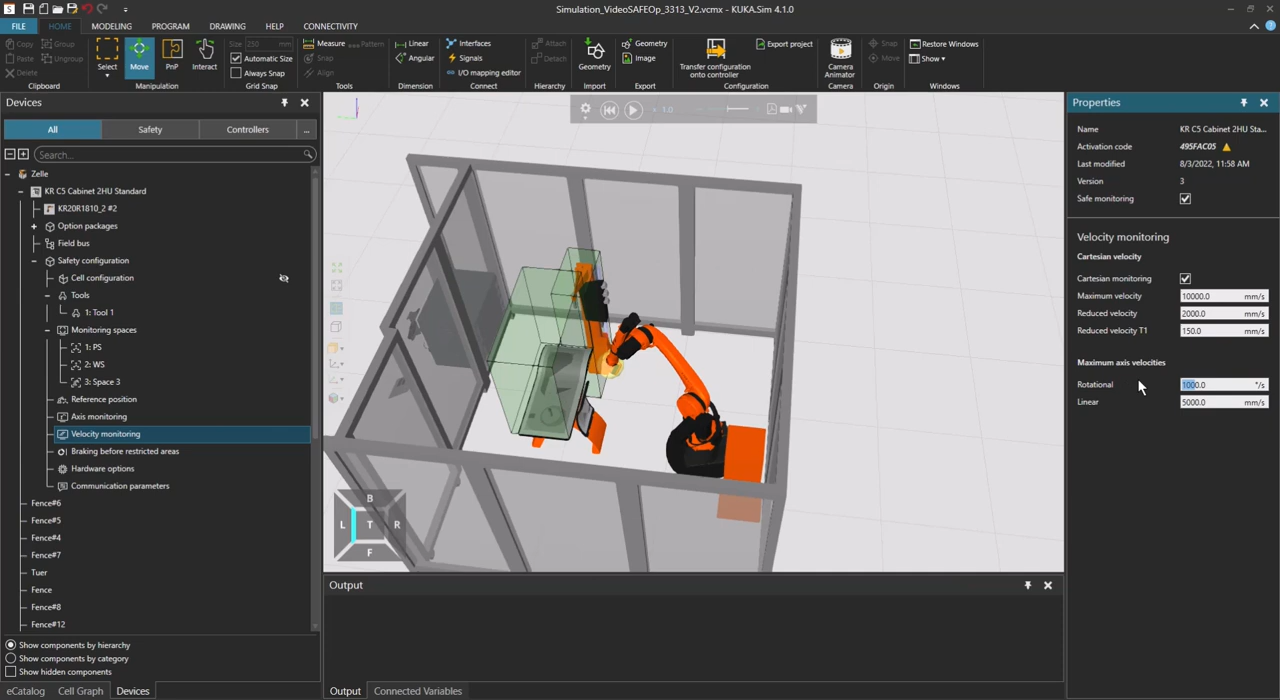 Simulation_VideoSAFEOp_3313_V2.vcmx — KUKA.Sim 4.1.0
FILE HOME MODELING PROGRAM DRAWING HELP CONNECTIVITY
Copy Group
Paste Ungroup
Delete
Clipboard
Select Move PnP Interact
Manipulation
Size 250 mm
Automatic Size
Always Snap
Grid Snap
Measure Pattern
Snap
Align
Tools
Linear
Angular
Dimension
Interfaces
Signals
I/O mapping editor
Connect
Attach
Detach
Hierarchy
Geometry
Import
Geometry
Image
Export
Transfer configuration
onto controller
Export project
Configuration
Camera
Animator
Camera
Snap
Move
Origin
Restore Windows
Show
Windows
Devices
All Safety Controllers ...
Search...
Zelle
KR C5 Cabinet 2HU Standard
KR20R1810_2 #2
Option packages
Field bus
Safety configuration
Cell configuration
Tools
1: Tool 1
Monitoring spaces
1: PS
2: WS
3: Space 3
Reference position
Axis monitoring
Velocity monitoring
Braking before restricted areas
Hardware options
Communication parameters
Fence#6
Fence#5
Fence#4
Fence#7
Tuer
Fence
Fence#8
Fence#12
Show components by hierarchy
Show components by category
Show hidden components
eCatalog Cell Graph Devices
x 1.0
B
L T R
F
Output
Output Connected Variables
Properties
Name KR C5 Cabinet 2HU Sta...
Activation code 495FAC05
Last modified 8/3/2022, 11:58 AM
Version 3
Safe monitoring
Velocity monitoring
Cartesian velocity
Cartesian monitoring
Maximum velocity 10000.0 mm/s
Reduced velocity 2000.0 mm/s
Reduced velocity T1 150.0 mm/s
Maximum axis velocities
Rotational 1000.0 °/s
Linear 5000.0 mm/s